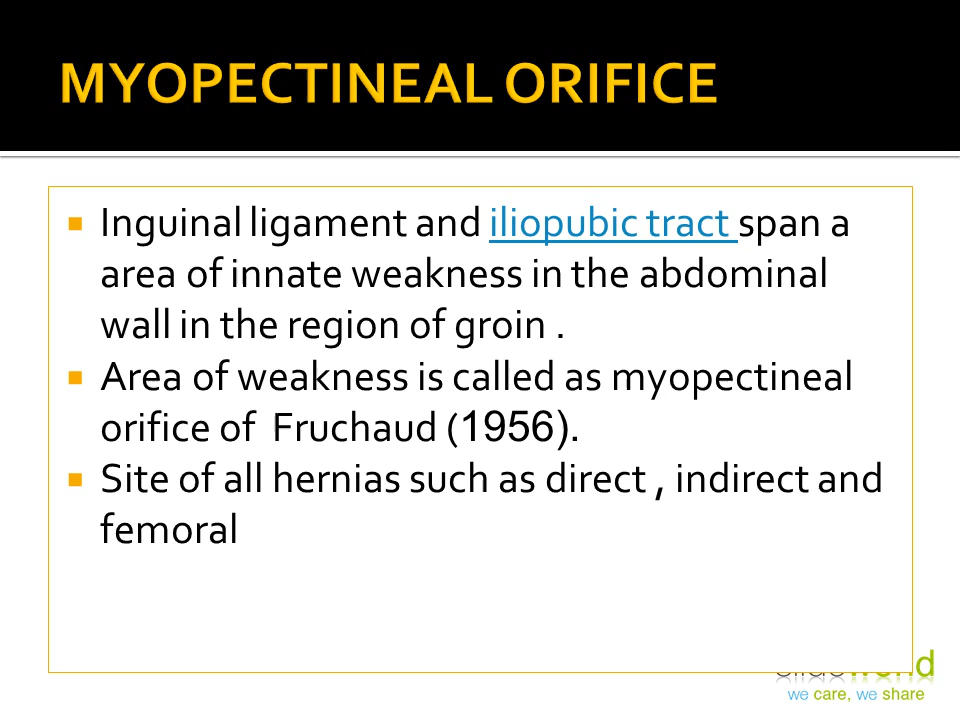 MYOPECTINEAL ORIFICE
Inguinal ligament and iliopubic tract span a
area of innate weakness in the abdominal
wall in the region of groin .
Area of weakness is called as myopectineal
orifice of Fruchaud (1956).
Site of all hernias such as direct , indirect and
femoral
we care, we share